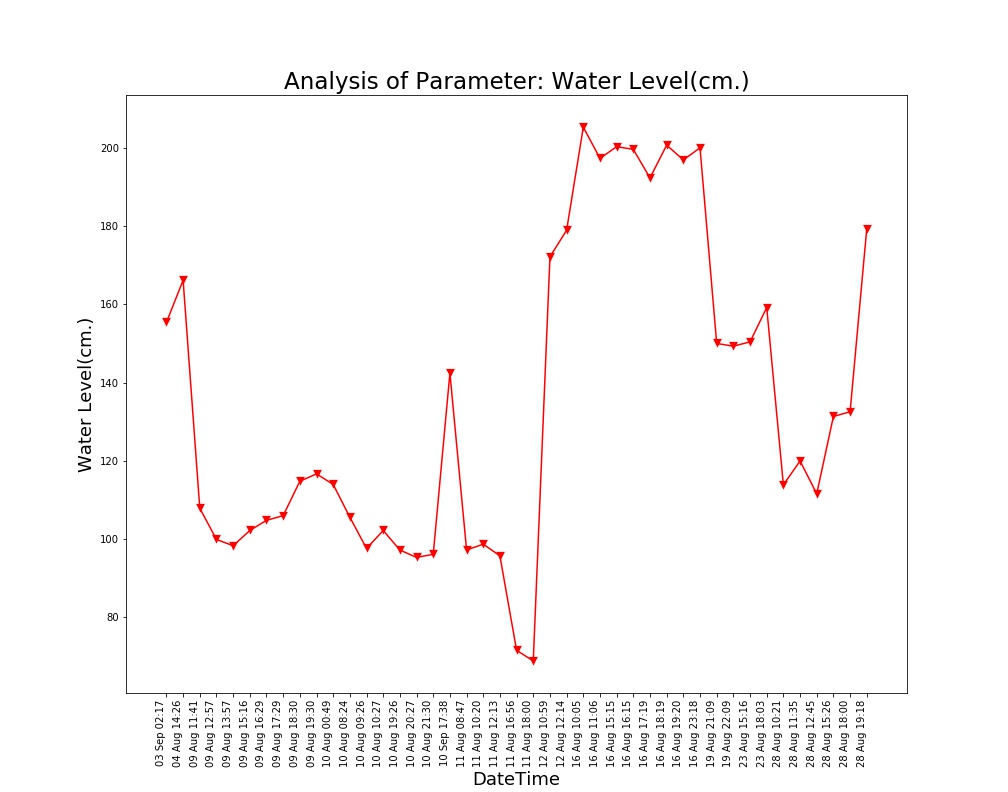 Analysis of Parameter: Water Level(cm.)
Water Level(cm.)
200
180
160
140
120
100
80
03 Sep 02:17
04 Aug 14:26
09 Aug 11:41
09 Aug 12:57
09 Aug 13:57
09 Aug 15:16
09 Aug 16:29
09 Aug 17:29
09 Aug 18:30
09 Aug 19:30
10 Aug 00:49
10 Aug 08:24
10 Aug 09:26
10 Aug 10:27
10 Aug 19:26
10 Aug 20:27
10 Aug 21:30
10 Sep 17:38
11 Aug 08:47
11 Aug 10:20
11 Aug 12:13
11 Aug 16:56
11 Aug 18:00
12 Aug 10:59
12 Aug 12:14
16 Aug 10:05
16 Aug 11:06
16 Aug 15:15
16 Aug 16:15
16 Aug 17:19
16 Aug 18:19
16 Aug 19:20
16 Aug 23:18
19 Aug 21:09
19 Aug 22:09
23 Aug 15:16
23 Aug 18:03
28 Aug 10:21
28 Aug 11:35
28 Aug 12:45
28 Aug 15:26
28 Aug 18:00
28 Aug 19:18
DateTime